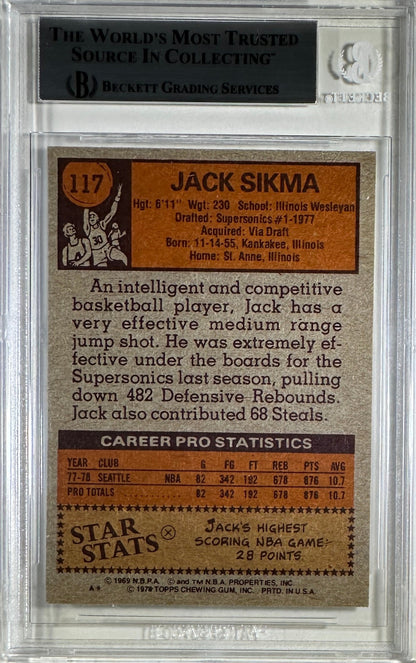 THE WORLD'S MOST TRUSTED
SOURCE IN COLLECTING™
B BECKETT GRADING SERVICES
117
JACK SIKMA
Hgt: 6'11" Wgt: 230 School: Illinois Wesleyan
Drafted: Supersonics #1-1977
Acquired: Via Draft
Born: 11-14-55, Kankakee, Illinois
Home: St. Anne, Illinois
An intelligent and competitive
basketball player, Jack has a
very effective medium range
jump shot. He was extremely ef-
fective under the boards for the
Supersonics last season, pulling
down 482 Defensive Rebounds.
Jack also contributed 68 Steals.
CAREER PRO STATISTICS
YEAR CLUB G FG FT REB PTS AVG
77-78 SEATTLE NBA 82 342 192 678 876 10.7
PRO TOTALS 82 342 192 678 876 10.7
STAR
STATS
JACK'S HIGHEST
SCORING NBA GAME:
28 POINTS.
© 1969 N.B.P.A. © and ™ N.B.A. PROPERTIES, INC.
A* © 1978 TOPPS CHEWING GUM, INC. PRTD. IN U.S.A.